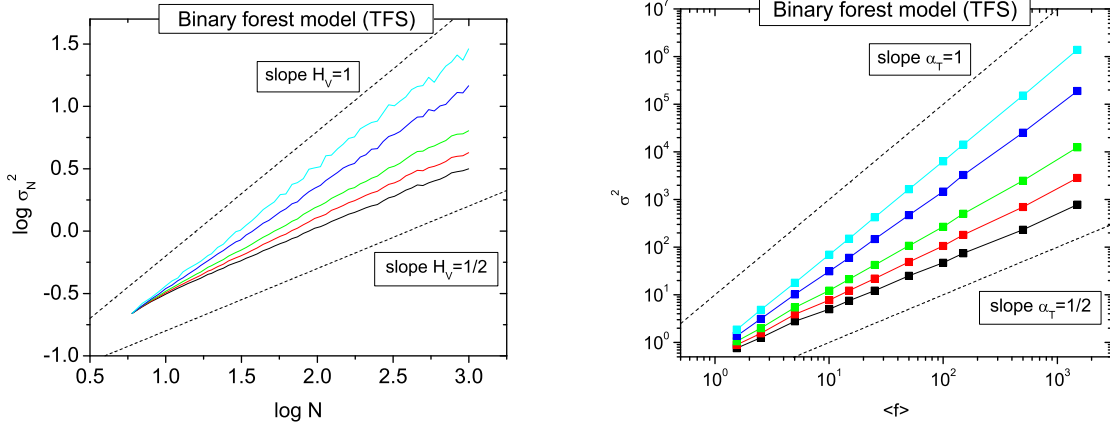 Binary forest model (TFS)
slope H_V=1
slope H_V=1/2
log σ_N^2
1.5
1.0
0.5
0.0
-0.5
-1.0
0.5 1.0 1.5 2.0 2.5 3.0
log N
Binary forest model (TFS)
slope α_T=1
slope α_T=1/2
σ^2
10^7
10^6
10^5
10^4
10^3
10^2
10^1
10^0
10^0 10^1 10^2 10^3
<f>